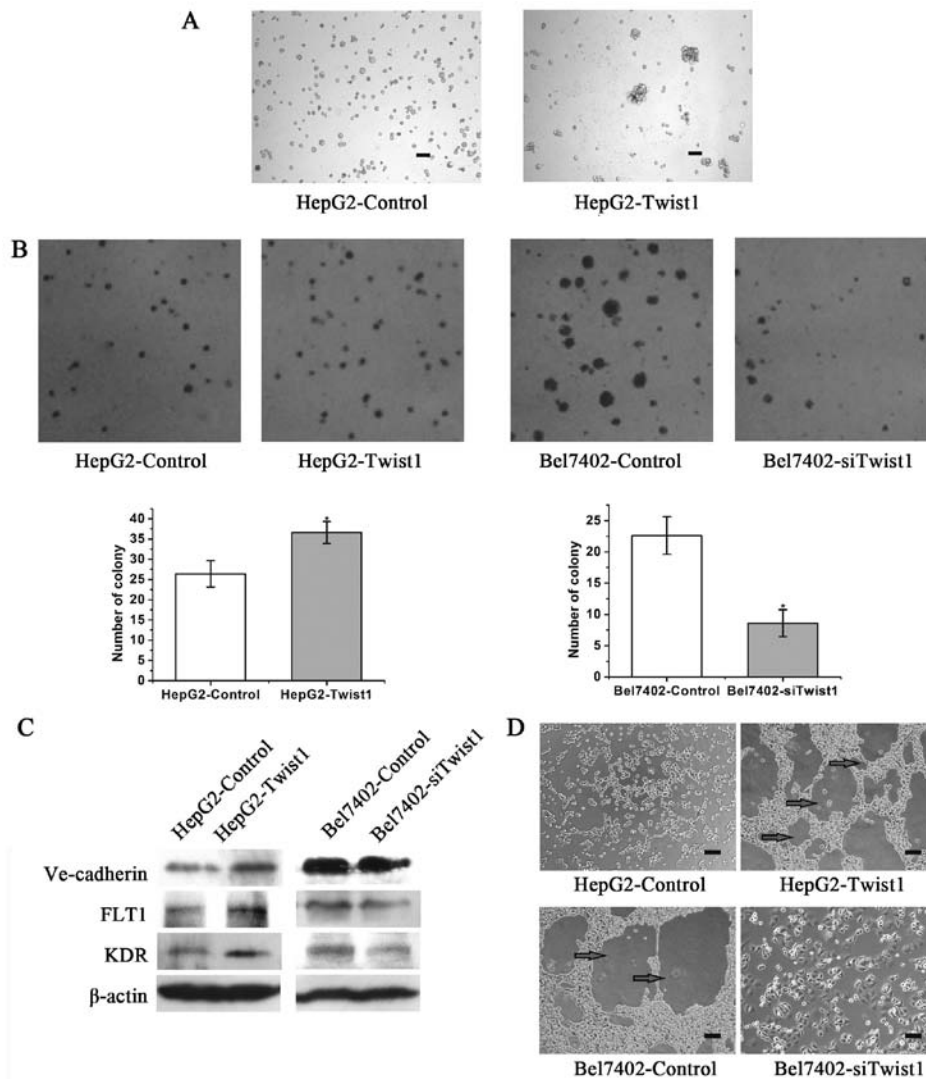 A
HepG2-Control
HepG2-Twist1
B
HepG2-Control
HepG2-Twist1
Bel7402-Control
Bel7402-siTwist1
Number of colony
45
40
35
30
25
20
15
10
5
0
*
HepG2-Control
HepG2-Twist1
Number of colony
25
20
15
10
5
0
*
Bel7402-Control
Bel7402-siTwist1
C
HepG2-Control
HepG2-Twist1
Bel7402-Control
Bel7402-siTwist1
Ve-cadherin
FLT1
KDR
β-actin
D
HepG2-Control
HepG2-Twist1
Bel7402-Control
Bel7402-siTwist1